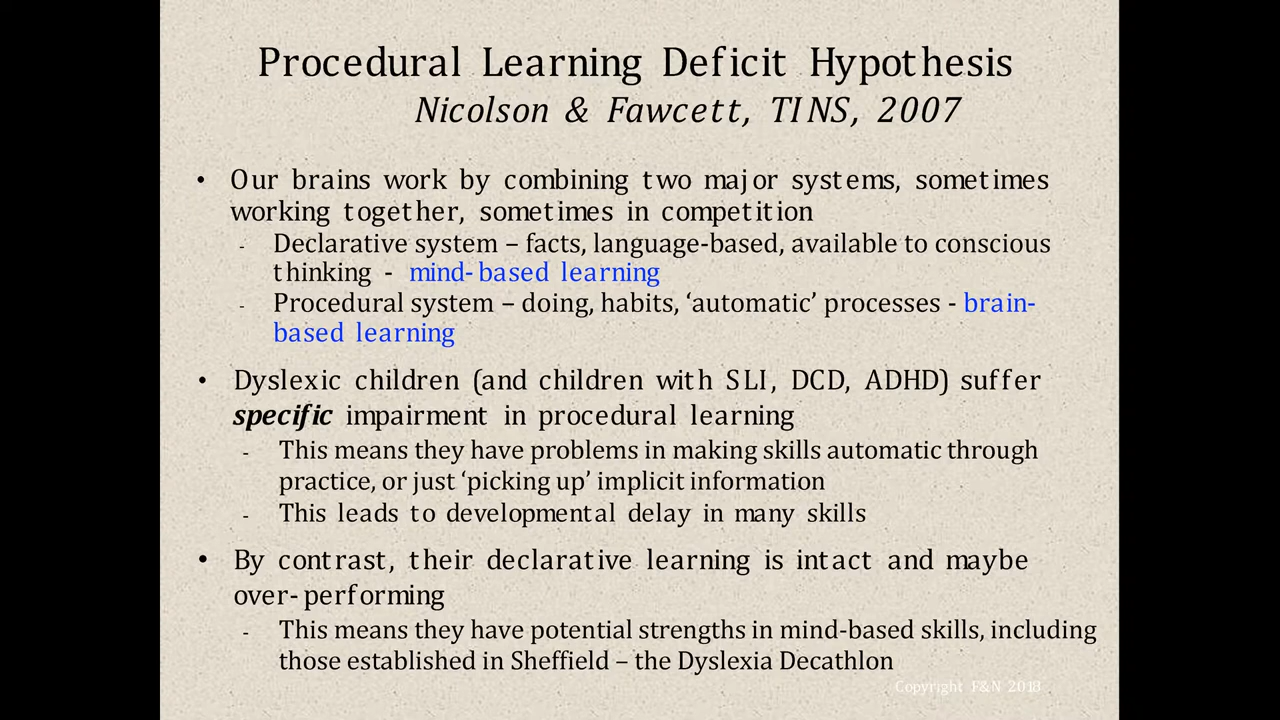 Procedural Learning Deficit Hypothesis
Nicolson & Fawcett, TINS, 2007
• Our brains work by combining two major systems, sometimes
working together, sometimes in competition
- Declarative system – facts, language-based, available to conscious
thinking - mind-based learning
- Procedural system – doing, habits, ‘automatic’ processes - brain-
based learning
• Dyslexic children (and children with SLI, DCD, ADHD) suffer
specific impairment in procedural learning
- This means they have problems in making skills automatic through
practice, or just ‘picking up’ implicit information
- This leads to developmental delay in many skills
• By contrast, their declarative learning is intact and maybe
over-performing
- This means they have potential strengths in mind-based skills, including
those established in Sheffield – the Dyslexia Decathlon
Copyright F&N 2018